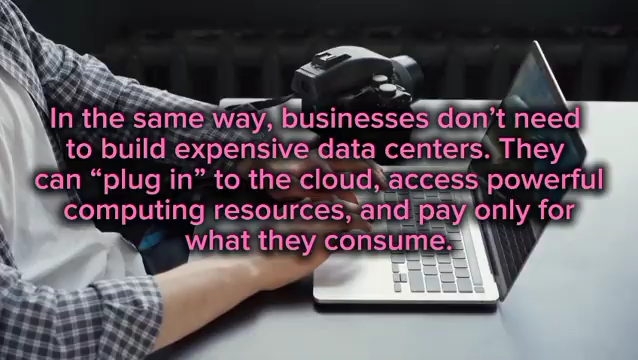 In the same way, businesses don’t need
to build expensive data centers. They
can “plug in” to the cloud, access powerful
computing resources, and pay only for
what they consume.